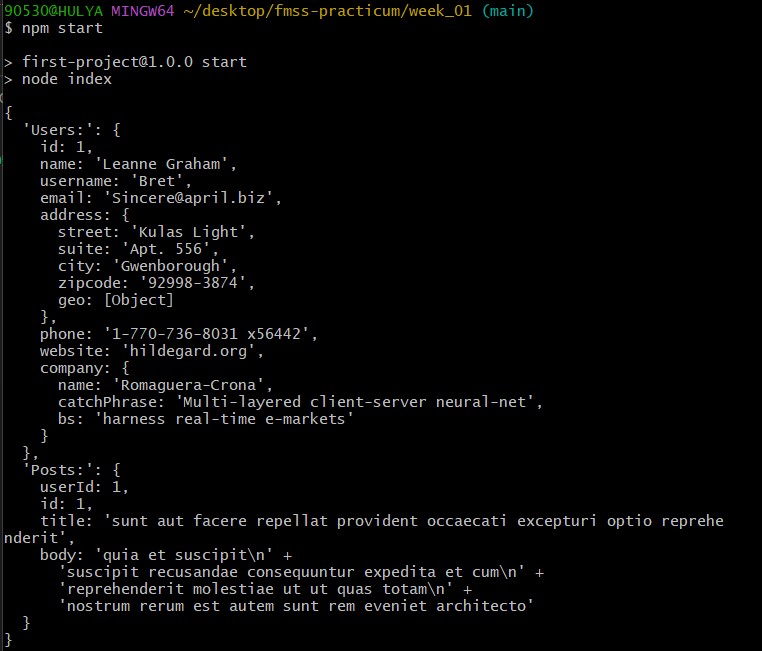 90530@HULYA MINGW64 ~/desktop/fmss-practicum/week_01 (main)
$ npm start

> first-project@1.0.0 start
> node index

{
  'Users:': {
    id: 1,
    name: 'Leanne Graham',
    username: 'Bret',
    email: 'Sincere@april.biz',
    address: {
      street: 'Kulas Light',
      suite: 'Apt. 556',
      city: 'Gwenborough',
      zipcode: '92998-3874',
      geo: [Object]
    },
    phone: '1-770-736-8031 x56442',
    website: 'hildegard.org',
    company: {
      name: 'Romaguera-Crona',
      catchPhrase: 'Multi-layered client-server neural-net',
      bs: 'harness real-time e-markets'
    }
  },
  'Posts:': {
    userId: 1,
    id: 1,
    title: 'sunt aut facere repellat provident occaecati excepturi optio reprehe
nderit',
    body: 'quia et suscipit\n' +
      'suscipit recusandae consequuntur expedita et cum\n' +
      'reprehenderit molestiae ut ut quas totam\n' +
      'nostrum rerum est autem sunt rem eveniet architecto'
  }
}